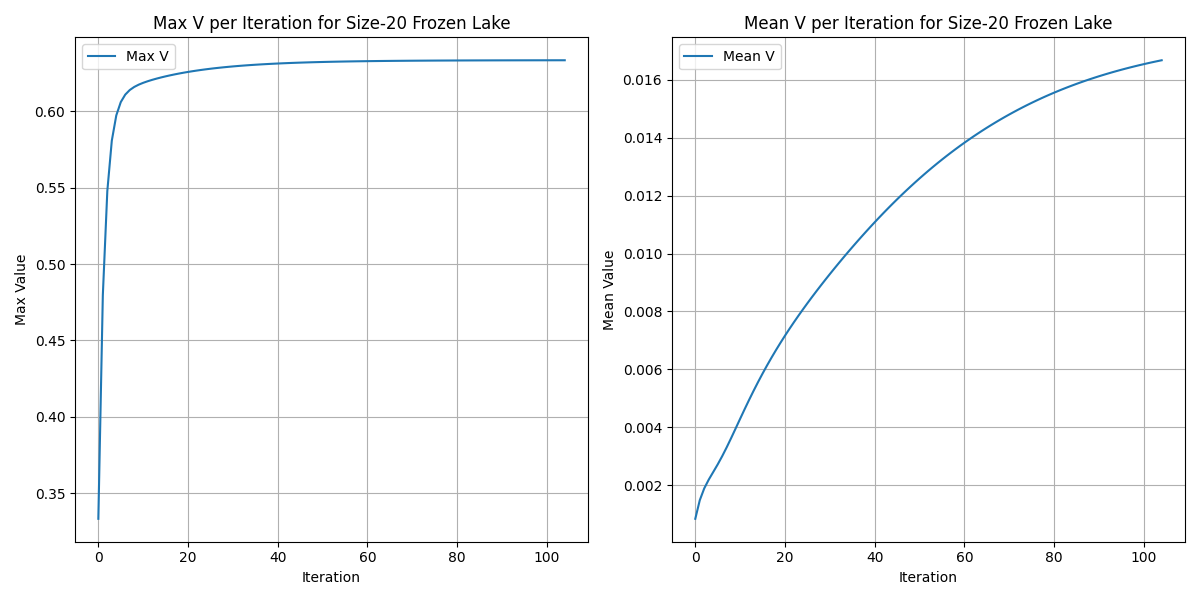 Max V per Iteration for Size-20 Frozen Lake
Max V
0.60
0.55
0.50
0.45
0.40
0.35
0 20 40 60 80 100
Iteration
Max Value
Mean V per Iteration for Size-20 Frozen Lake
Mean V
0.016
0.014
0.012
0.010
0.008
0.006
0.004
0.002
0 20 40 60 80 100
Iteration
Mean Value